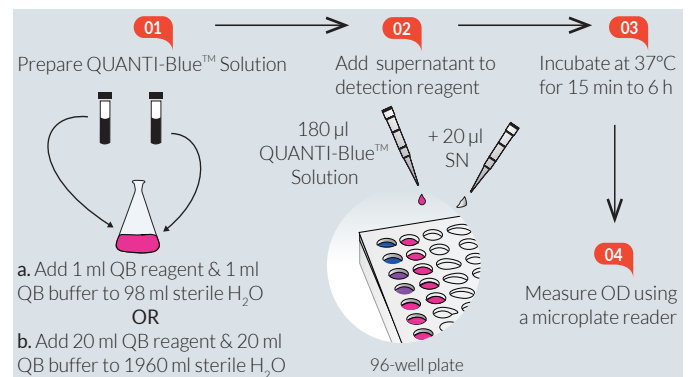 01
Prepare QUANTI-Blue™ Solution
a. Add 1 ml QB reagent & 1 ml
QB buffer to 98 ml sterile H₂O
OR
b. Add 20 ml QB reagent & 20 ml
QB buffer to 1960 ml sterile H₂O
02
Add supernatant to
detection reagent
180 µl
QUANTI-Blue™
Solution
+ 20 µl
SN
96-well plate
03
Incubate at 37°C
for 15 min to 6 h
04
Measure OD using
a microplate reader